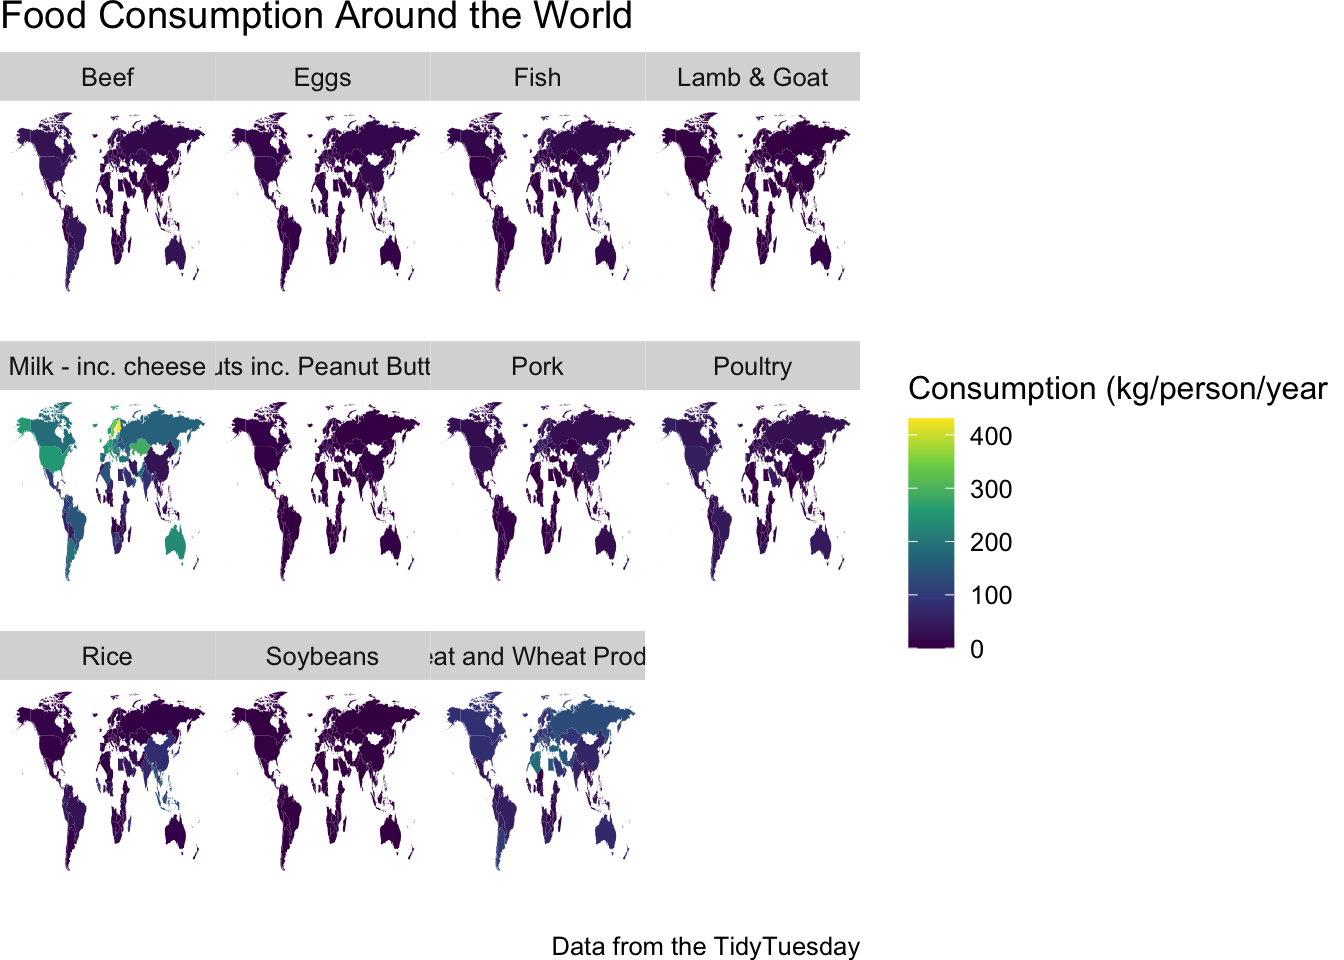 Food Consumption Around the World
Beef Eggs Fish Lamb & Goat
Milk - inc. cheese uts inc. Peanut Butt Pork Poultry
Consumption (kg/person/year
400
300
200
100
0
Rice Soybeans eat and Wheat Prod
Data from the TidyTuesday